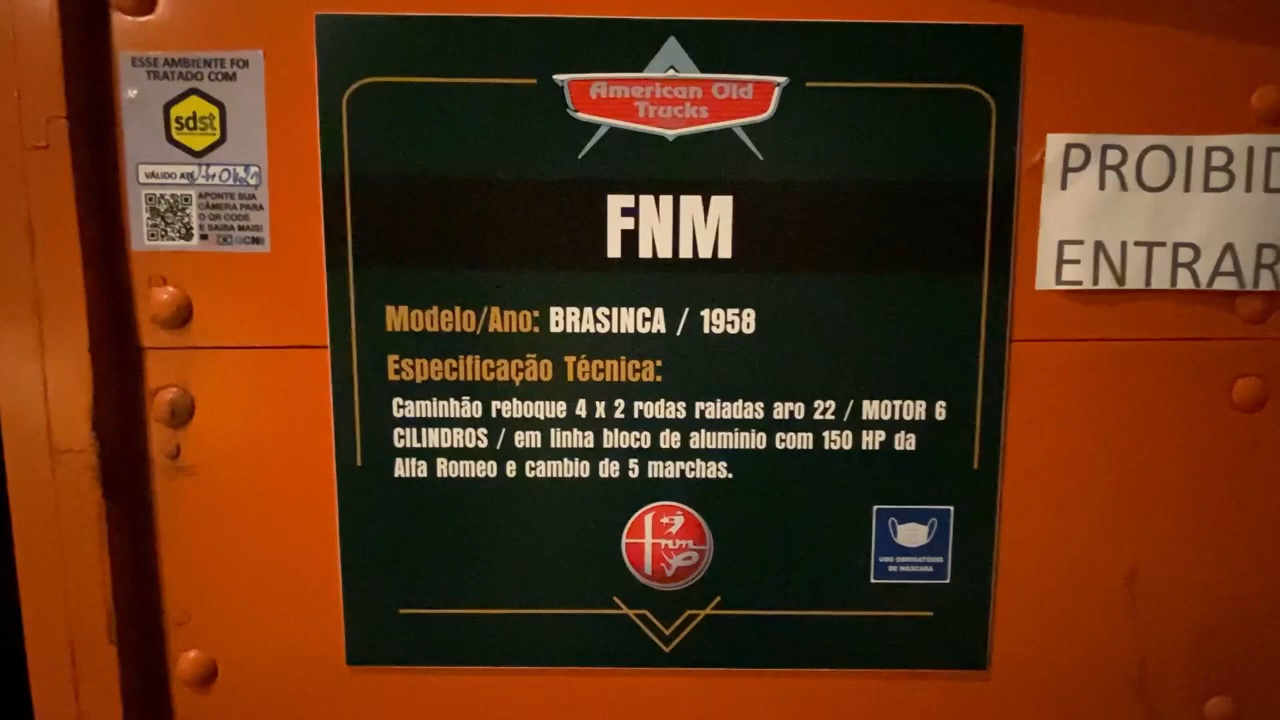 ESSE AMBIENTE FOI
TRATADO COM
sdst
VÁLIDO ATÉ
APONTE SUA
CÂMERA PARA
O QR CODE
E SAIBA MAIS!
American Old
Trucks
FNM
Modelo/Ano: BRASINCA / 1958
Especificação Técnica:
Caminhão reboque 4 x 2 rodas raiadas aro 22 / MOTOR 6
CILINDROS / em linha bloco de alumínio com 150 HP da
Alfa Romeo e cambio de 5 marchas.
fnm
USO OBRIGATÓRIO
DE MÁSCARA
PROIBID
ENTRAR